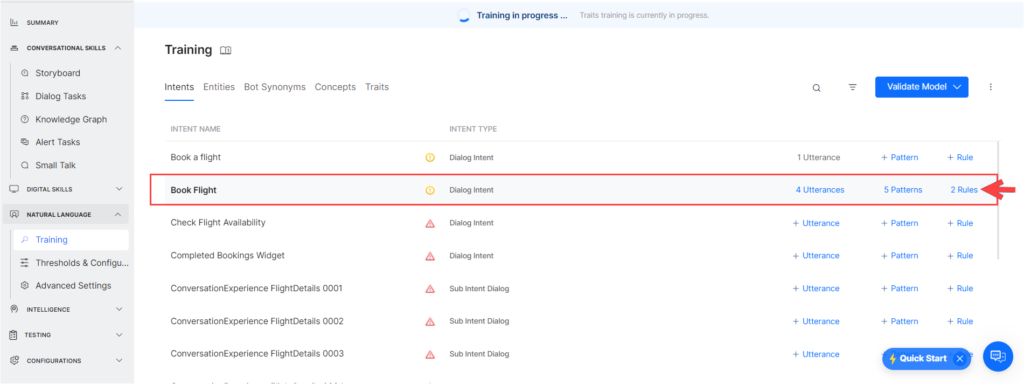 Training in progress ... Traits training is currently in progress.
SUMMARY
CONVERSATIONAL SKILLS
Storyboard
Dialog Tasks
Knowledge Graph
Alert Tasks
Small Talk
DIGITAL SKILLS
NATURAL LANGUAGE
Training
Thresholds & Configu...
Advanced Settings
INTELLIGENCE
TESTING
CONFIGURATIONS
Training
Intents Entities Bot Synonyms Concepts Traits
Validate Model
INTENT NAME INTENT TYPE
Book a flight Dialog Intent 1 Utterance + Pattern + Rule
Book Flight Dialog Intent 4 Utterances 5 Patterns 2 Rules
Check Flight Availability Dialog Intent + Utterance + Pattern + Rule
Completed Bookings Widget Dialog Intent + Utterance + Pattern + Rule
ConversationExperience FlightDetails 0001 Sub Intent Dialog + Utterance + Pattern + Rule
ConversationExperience FlightDetails 0002 Sub Intent Dialog + Utterance + Pattern + Rule
ConversationExperience FlightDetails 0003 Sub Intent Dialog + Utterance
Quick Start